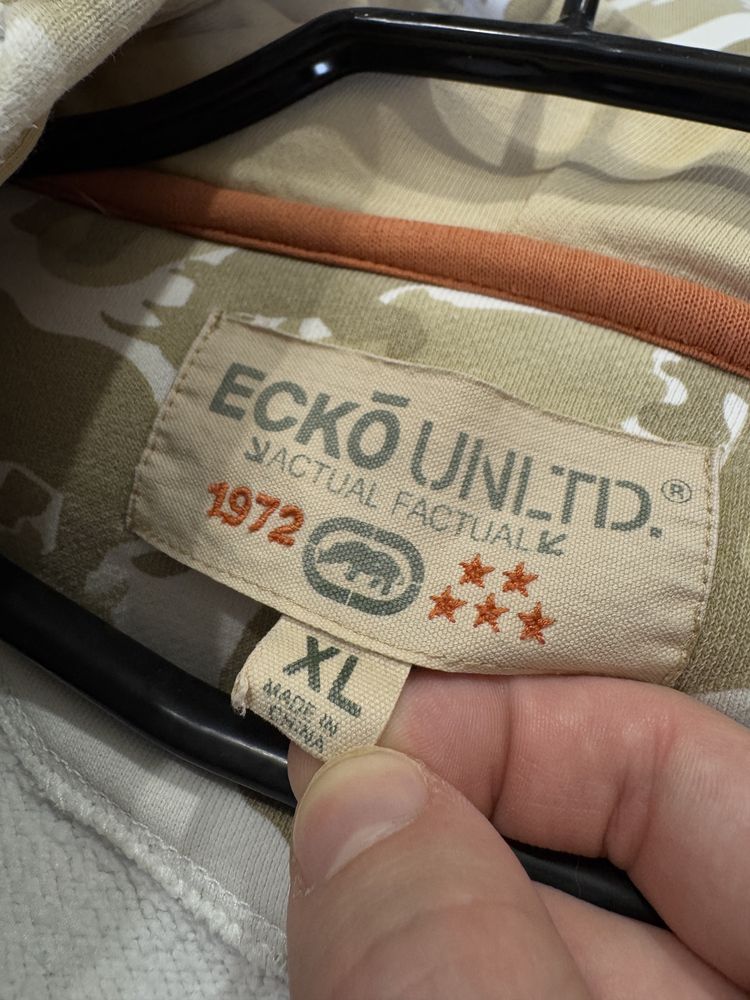 ECKŌ UNLTD.®
ACTUAL FACTUAL
1972
XL
MADE IN
CHINA